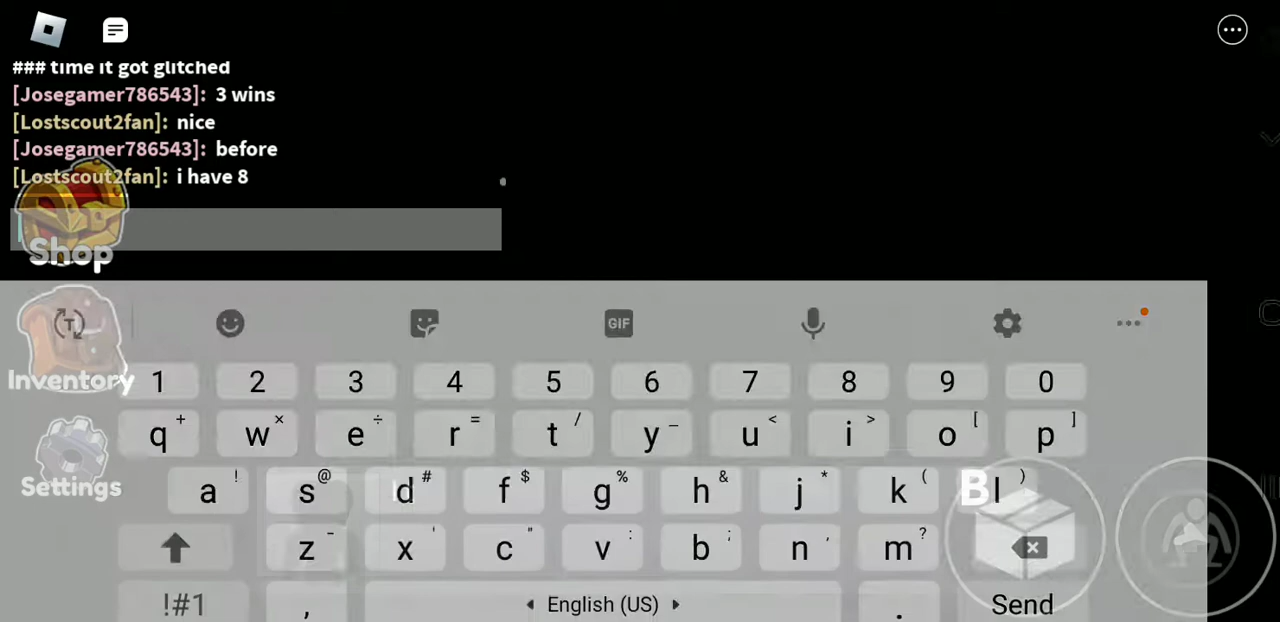 ### time it got glitched
[Josegamer786543]: 3 wins
[Lostscout2fan]: nice
[Josegamer786543]: before
[Lostscout2fan]: i have 8
Shop
T
GIF
Inventory
1 2 3 4 5 6 7 8 9 0
+ × ÷ = / _ < > [ ]
q w e r t y u i o p
Settings
! @ # $ % & * ( )
a s d f g h j k l
B
- ' " : ; , ?
z x c v b n m
!#1 , English (US) . Send